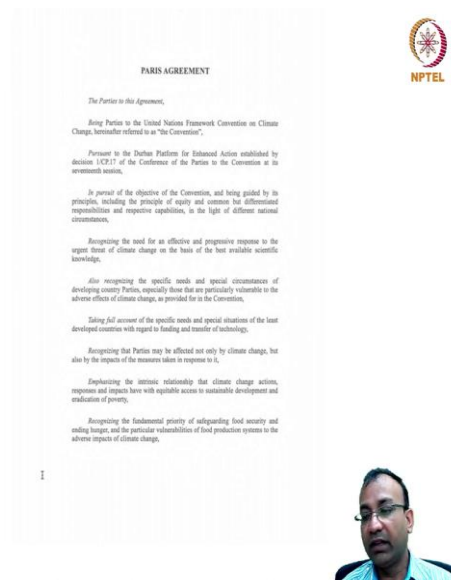 PARIS AGREEMENT
The Parties to this Agreement,
Being Parties to the United Nations Framework Convention on Climate
Change, hereinafter referred to as "the Convention",
Pursuant to the Durban Platform for Enhanced Action established by
decision 1/CP.17 of the Conference of the Parties to the Convention at its
seventeenth session,
In pursuit of the objective of the Convention, and being guided by its
principles, including the principle of equity and common but differentiated
responsibilities and respective capabilities, in the light of different national
circumstances,
Recognizing the need for an effective and progressive response to the
urgent threat of climate change on the basis of the best available scientific
knowledge,
Also recognizing the specific needs and special circumstances of
developing country Parties, especially those that are particularly vulnerable to the
adverse effects of climate change, as provided for in the Convention,
Taking full account of the specific needs and special situations of the least
developed countries with regard to funding and transfer of technology,
Recognizing that Parties may be affected not only by climate change, but
also by the impacts of the measures taken in response to it,
Emphasizing the intrinsic relationship that climate change actions,
responses and impacts have with equitable access to sustainable development and
eradication of poverty,
Recognizing the fundamental priority of safeguarding food security and
ending hunger, and the particular vulnerabilities of food production systems to the
adverse impacts of climate change,
NPTEL